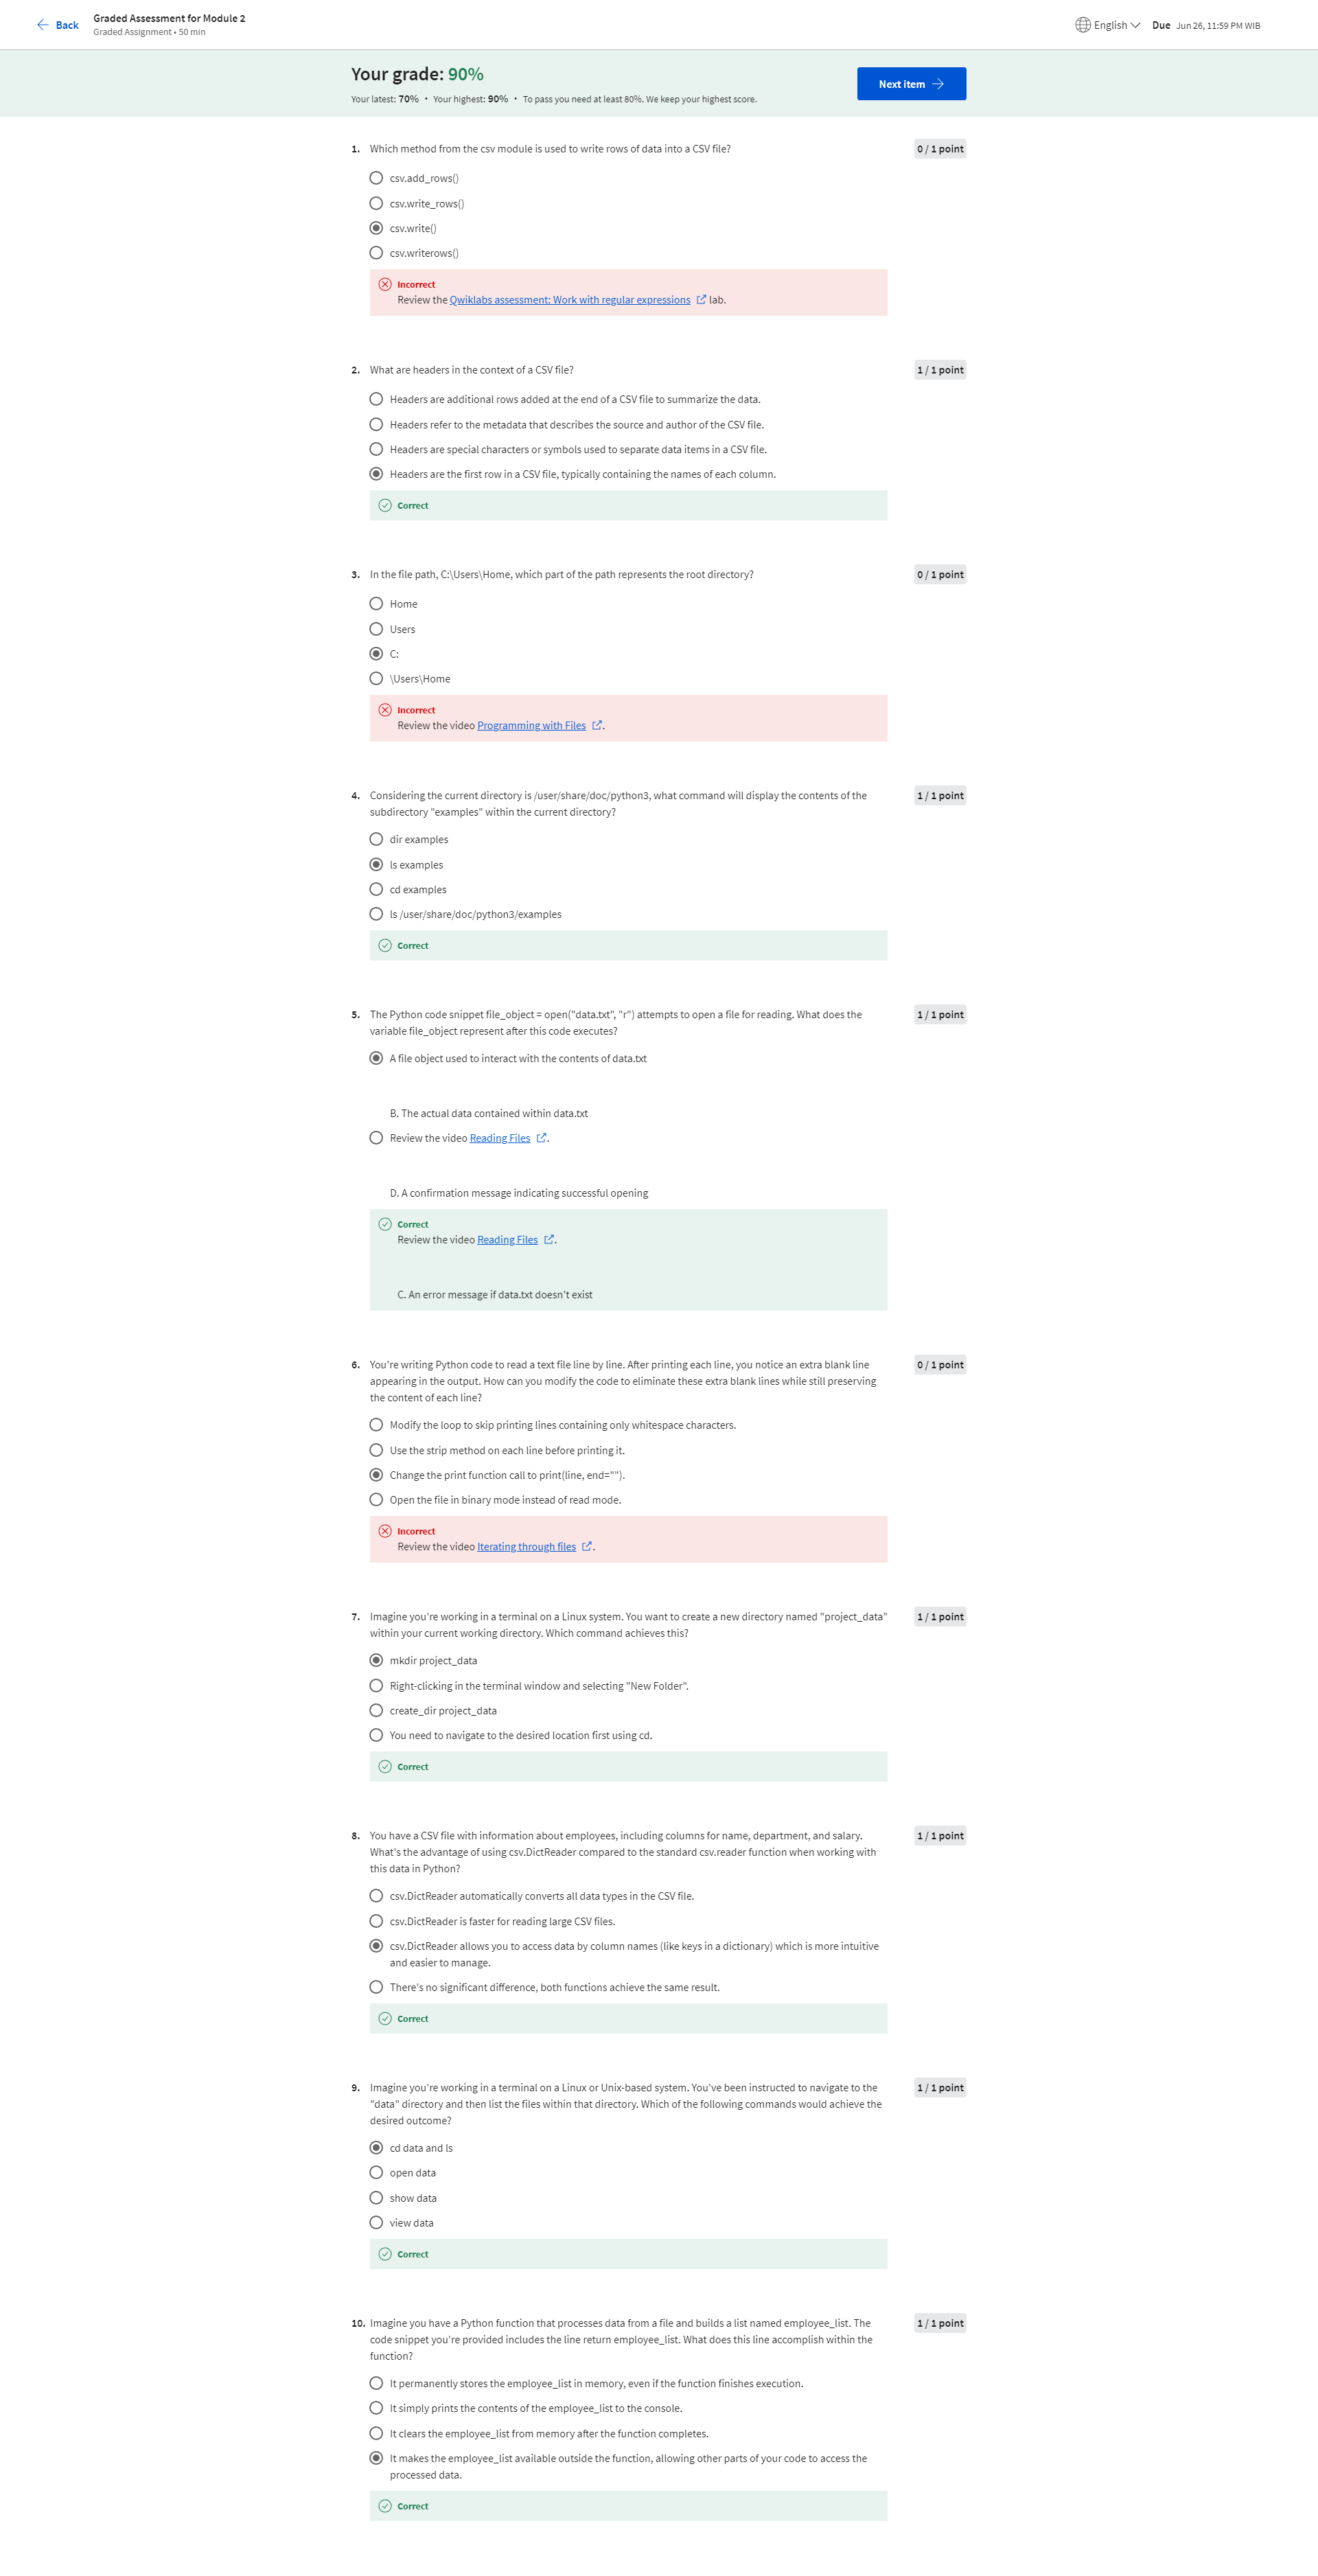 Back
Graded Assessment for Module 2
Graded Assignment • 50 min
English
Due Jun 26, 11:59 PM WIB
Your grade: 90%
Your latest: 70% • Your highest: 90% • To pass you need at least 80%. We keep your highest score.
Next item
1. Which method from the csv module is used to write rows of data into a CSV file?
0 / 1 point
csv.add_rows()
csv.write_rows()
csv.write()
csv.writerows()
Incorrect
Review the Qwiklabs assessment: Work with regular expressions lab.
2. What are headers in the context of a CSV file?
1 / 1 point
Headers are additional rows added at the end of a CSV file to summarize the data.
Headers refer to the metadata that describes the source and author of the CSV file.
Headers are special characters or symbols used to separate data items in a CSV file.
Headers are the first row in a CSV file, typically containing the names of each column.
Correct
3. In the file path, C:\Users\Home, which part of the path represents the root directory?
0 / 1 point
Home
Users
C:
\Users\Home
Incorrect
Review the video Programming with Files .
4. Considering the current directory is /user/share/doc/python3, what command will display the contents of the
subdirectory "examples" within the current directory?
1 / 1 point
dir examples
ls examples
cd examples
ls /user/share/doc/python3/examples
Correct
5. The Python code snippet file_object = open("data.txt", "r") attempts to open a file for reading. What does the
variable file_object represent after this code executes?
1 / 1 point
A file object used to interact with the contents of data.txt
B. The actual data contained within data.txt
Review the video Reading Files .
D. A confirmation message indicating successful opening
Correct
Review the video Reading Files .
C. An error message if data.txt doesn't exist
6. You're writing Python code to read a text file line by line. After printing each line, you notice an extra blank line
appearing in the output. How can you modify the code to eliminate these extra blank lines while still preserving
the content of each line?
0 / 1 point
Modify the loop to skip printing lines containing only whitespace characters.
Use the strip method on each line before printing it.
Change the print function call to print(line, end="").
Open the file in binary mode instead of read mode.
Incorrect
Review the video Iterating through files .
7. Imagine you're working in a terminal on a Linux system. You want to create a new directory named "project_data"
within your current working directory. Which command achieves this?
1 / 1 point
mkdir project_data
Right-clicking in the terminal window and selecting "New Folder".
create_dir project_data
You need to navigate to the desired location first using cd.
Correct
8. You have a CSV file with information about employees, including columns for name, department, and salary.
What's the advantage of using csv.DictReader compared to the standard csv.reader function when working with
this data in Python?
1 / 1 point
csv.DictReader automatically converts all data types in the CSV file.
csv.DictReader is faster for reading large CSV files.
csv.DictReader allows you to access data by column names (like keys in a dictionary) which is more intuitive
and easier to manage.
There's no significant difference, both functions achieve the same result.
Correct
9. Imagine you're working in a terminal on a Linux or Unix-based system. You've been instructed to navigate to the
"data" directory and then list the files within that directory. Which of the following commands would achieve the
desired outcome?
1 / 1 point
cd data and ls
open data
show data
view data
Correct
10. Imagine you have a Python function that processes data from a file and builds a list named employee_list. The
code snippet you're provided includes the line return employee_list. What does this line accomplish within the
function?
1 / 1 point
It permanently stores the employee_list in memory, even if the function finishes execution.
It simply prints the contents of the employee_list to the console.
It clears the employee_list from memory after the function completes.
It makes the employee_list available outside the function, allowing other parts of your code to access the
processed data.
Correct